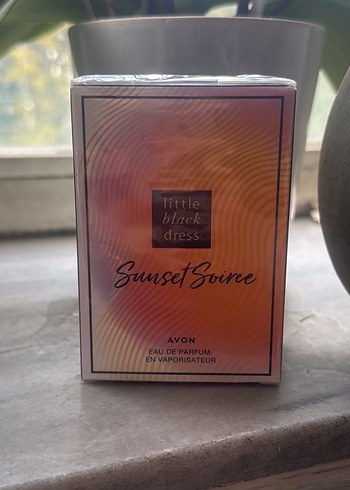 little
black
dress
Sunset Soiree
AVON
EAU DE PARFUM
EN VAPORISATEUR